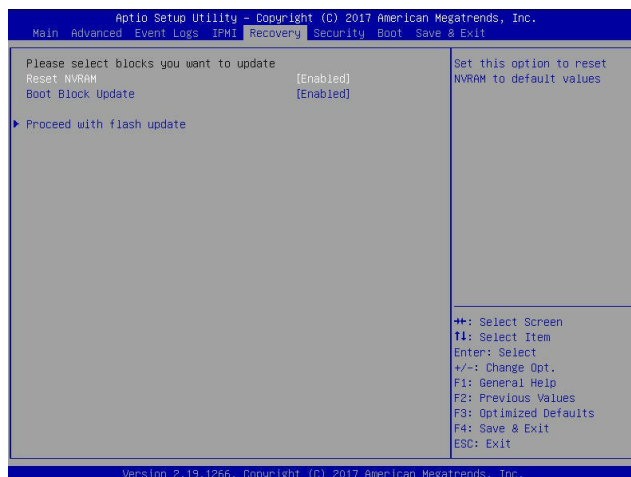 Aptio Setup Utility – Copyright (C) 2017 American Megatrends, Inc.
Main Advanced Event Logs IPMI Recovery Security Boot Save & Exit
Please select blocks you want to update
Reset NVRAM [Enabled]
Boot Block Update [Enabled]
▶ Proceed with flash update
Set this option to reset
NVRAM to default values
→←: Select Screen
↑↓: Select Item
Enter: Select
+/-: Change Opt.
F1: General Help
F2: Previous Values
F3: Optimized Defaults
F4: Save & Exit
ESC: Exit
Version 2.19.1266. Copyright (C) 2017 American Megatrends, Inc.